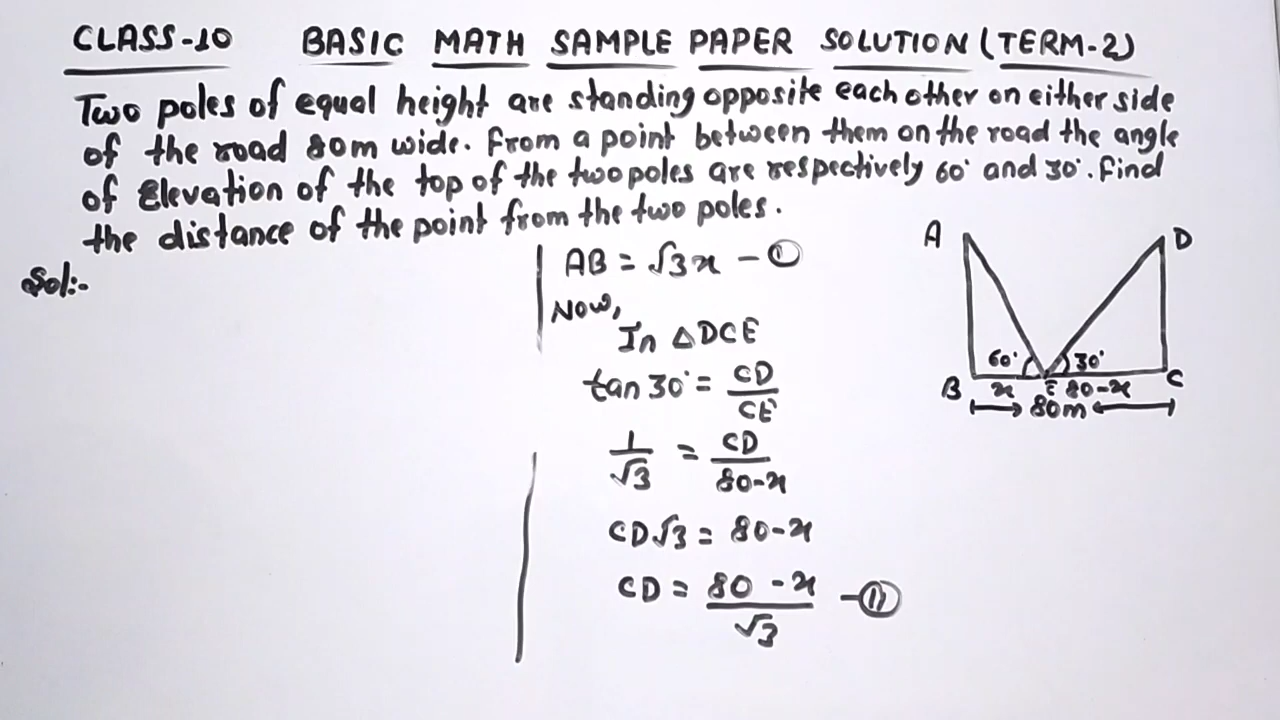 CLASS-10 BASIC MATH SAMPLE PAPER SOLUTION (TERM-2)
Two poles of equal height are standing opposite each other on either side
of the road 80m wide. From a point between them on the road the angle
of Elevation of the top of the two poles are respectively 60° and 30°. Find
the distance of the point from the two poles.
Sol:-
AB = √3x - ①
Now,
In △DCE
tan 30° = CD/CE
1/√3 = CD/80-x
CD√3 = 80-x
CD = 80-x/√3 - ⑪
A D
60° 30°
B x E 80-x C
80m